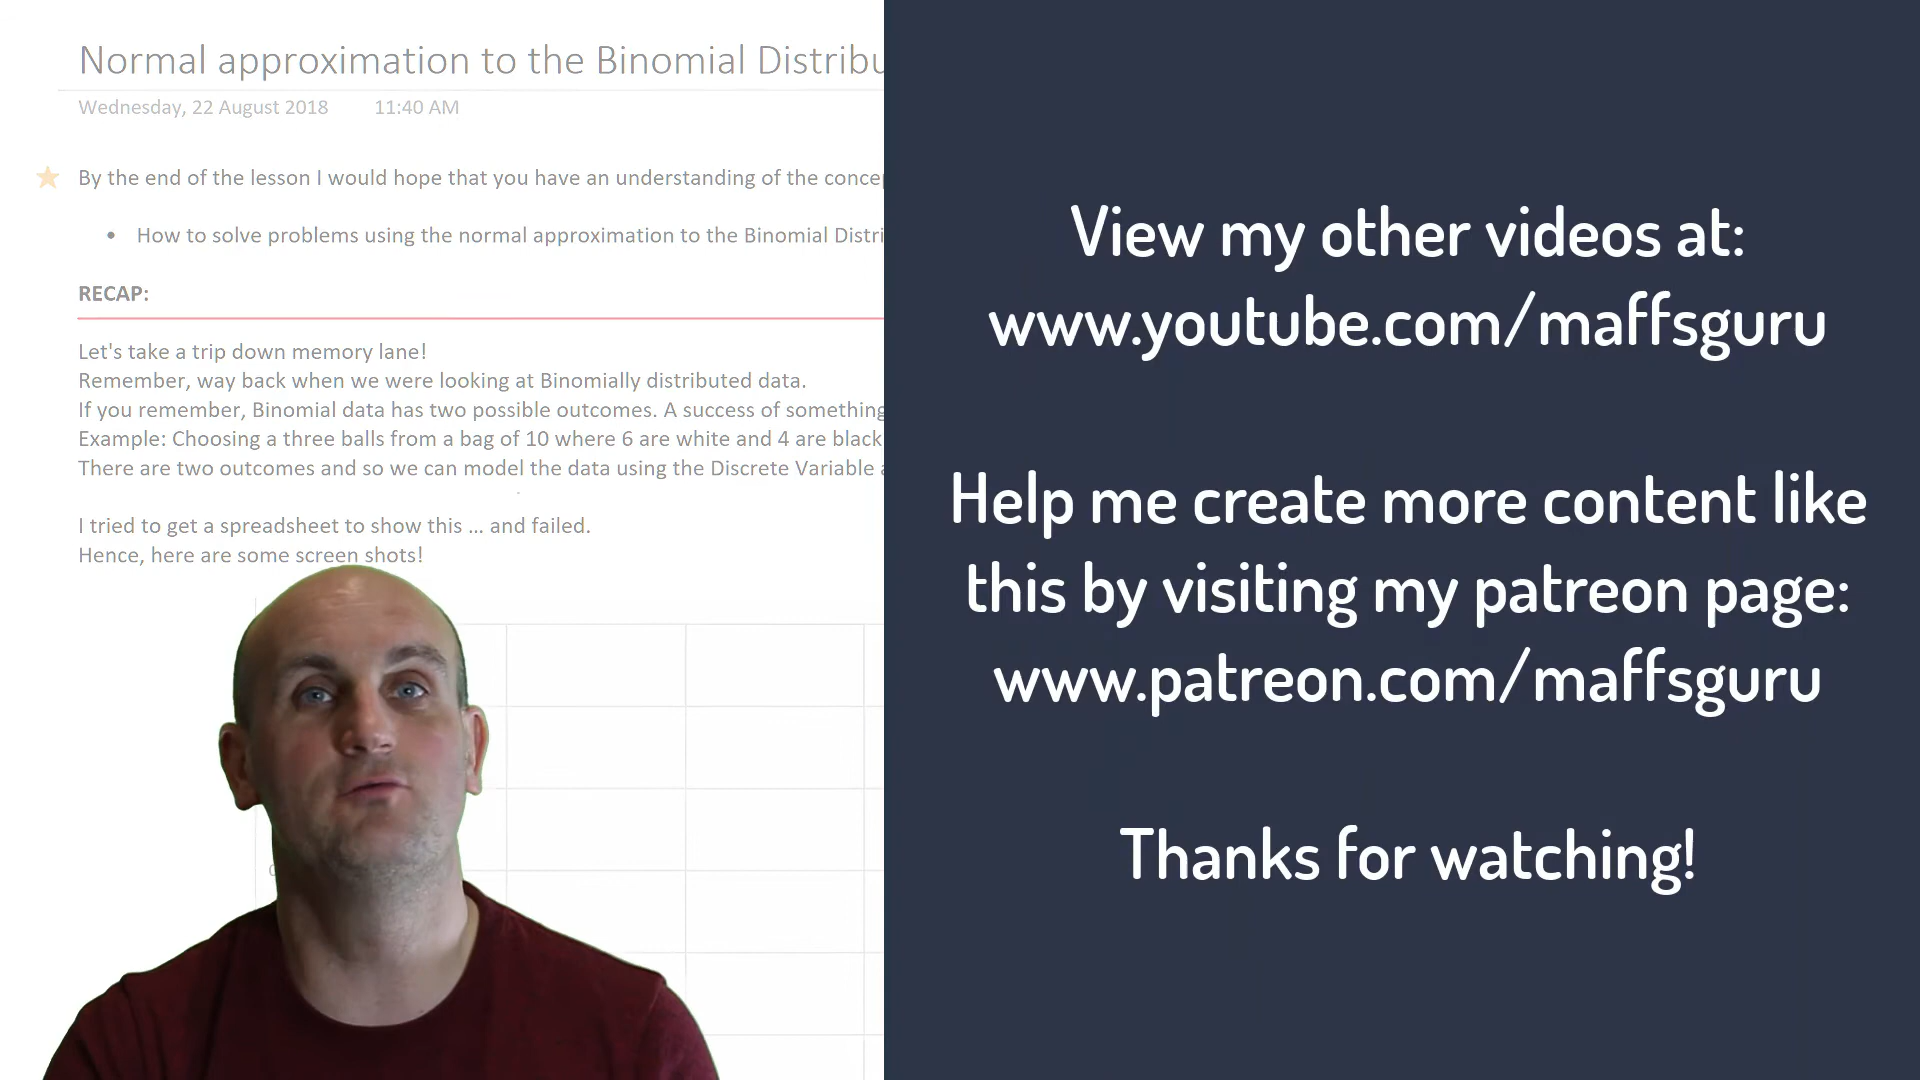 Normal approximation to the Binomial Distribu
Wednesday, 22 August 2018 11:40 AM
By the end of the lesson I would hope that you have an understanding of the conce
• How to solve problems using the normal approximation to the Binomial Distri
RECAP:
Let's take a trip down memory lane!
Remember, way back when we were looking at Binomially distributed data.
If you remember, Binomial data has two possible outcomes. A success of something
Example: Choosing a three balls from a bag of 10 where 6 are white and 4 are black
There are two outcomes and so we can model the data using the Discrete Variable
I tried to get a spreadsheet to show this ... and failed.
Hence, here are some screen shots!
View my other videos at:
www.youtube.com/maffsguru
Help me create more content like
this by visiting my patreon page:
www.patreon.com/maffsguru
Thanks for watching!